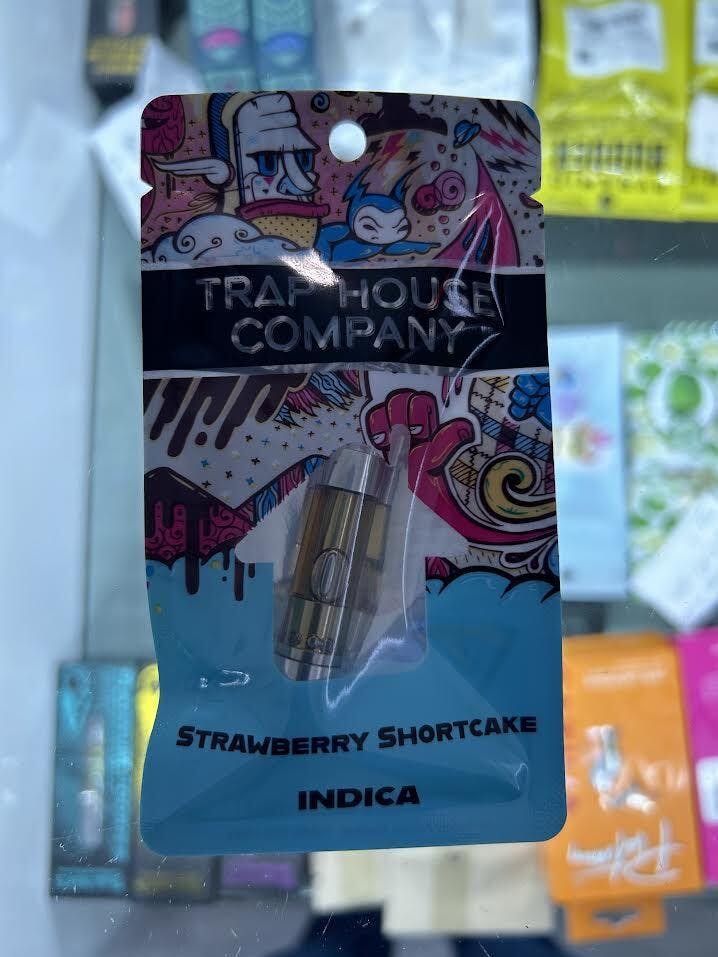 TRAP HOUSE
COMPANY
STRAWBERRY SHORTCAKE
INDICA